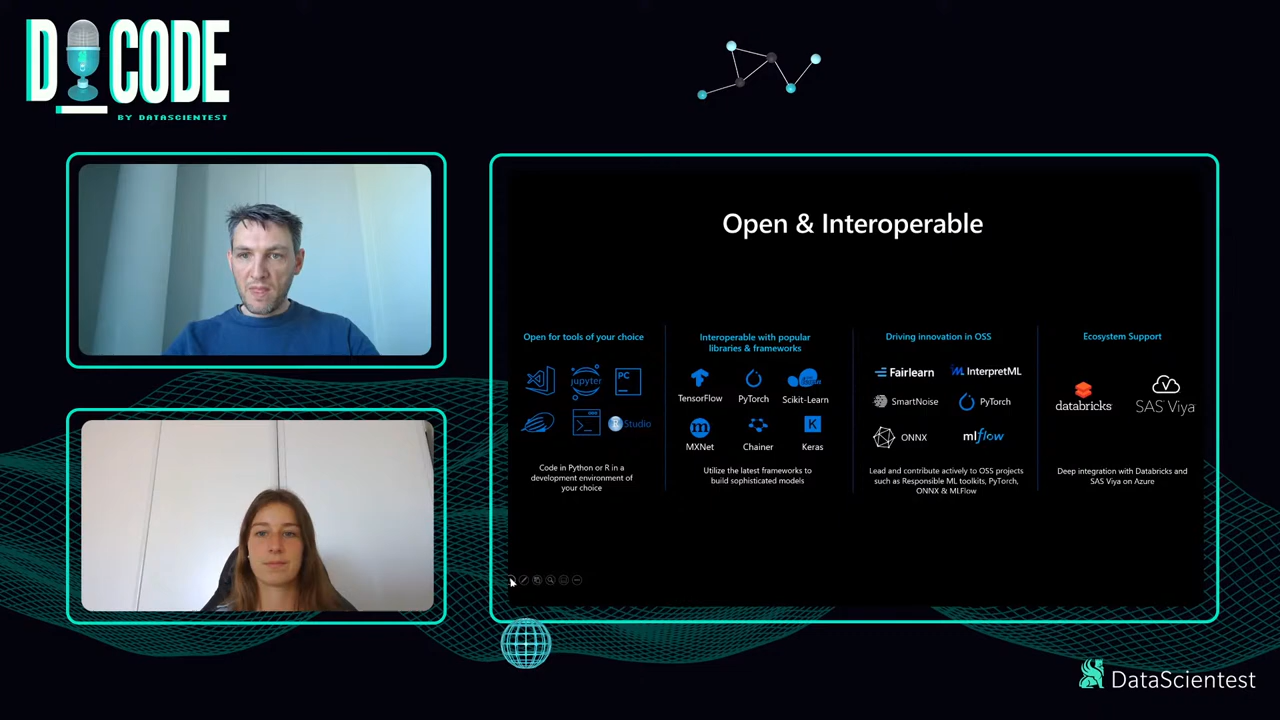 D CODE
BY DATASCIENTEST
Open & Interoperable
Open for tools of your choice
jupyter
PC
R Studio
Code in Python or R in a
development environment of
your choice
Interoperable with popular
libraries & frameworks
TensorFlow
PyTorch
Scikit-Learn
m
MXNet
Chainer
K
Keras
Utilize the latest frameworks to
build sophisticated models
Driving innovation in OSS
Fairlearn
InterpretML
SmartNoise
PyTorch
ONNX
mlflow
Lead and contribute actively to OSS projects
such as Responsible ML toolkits, PyTorch,
ONNX & MLFlow
Ecosystem Support
databricks
SAS Viya
Deep integration with Databricks and
SAS Viya on Azure
DataScientest